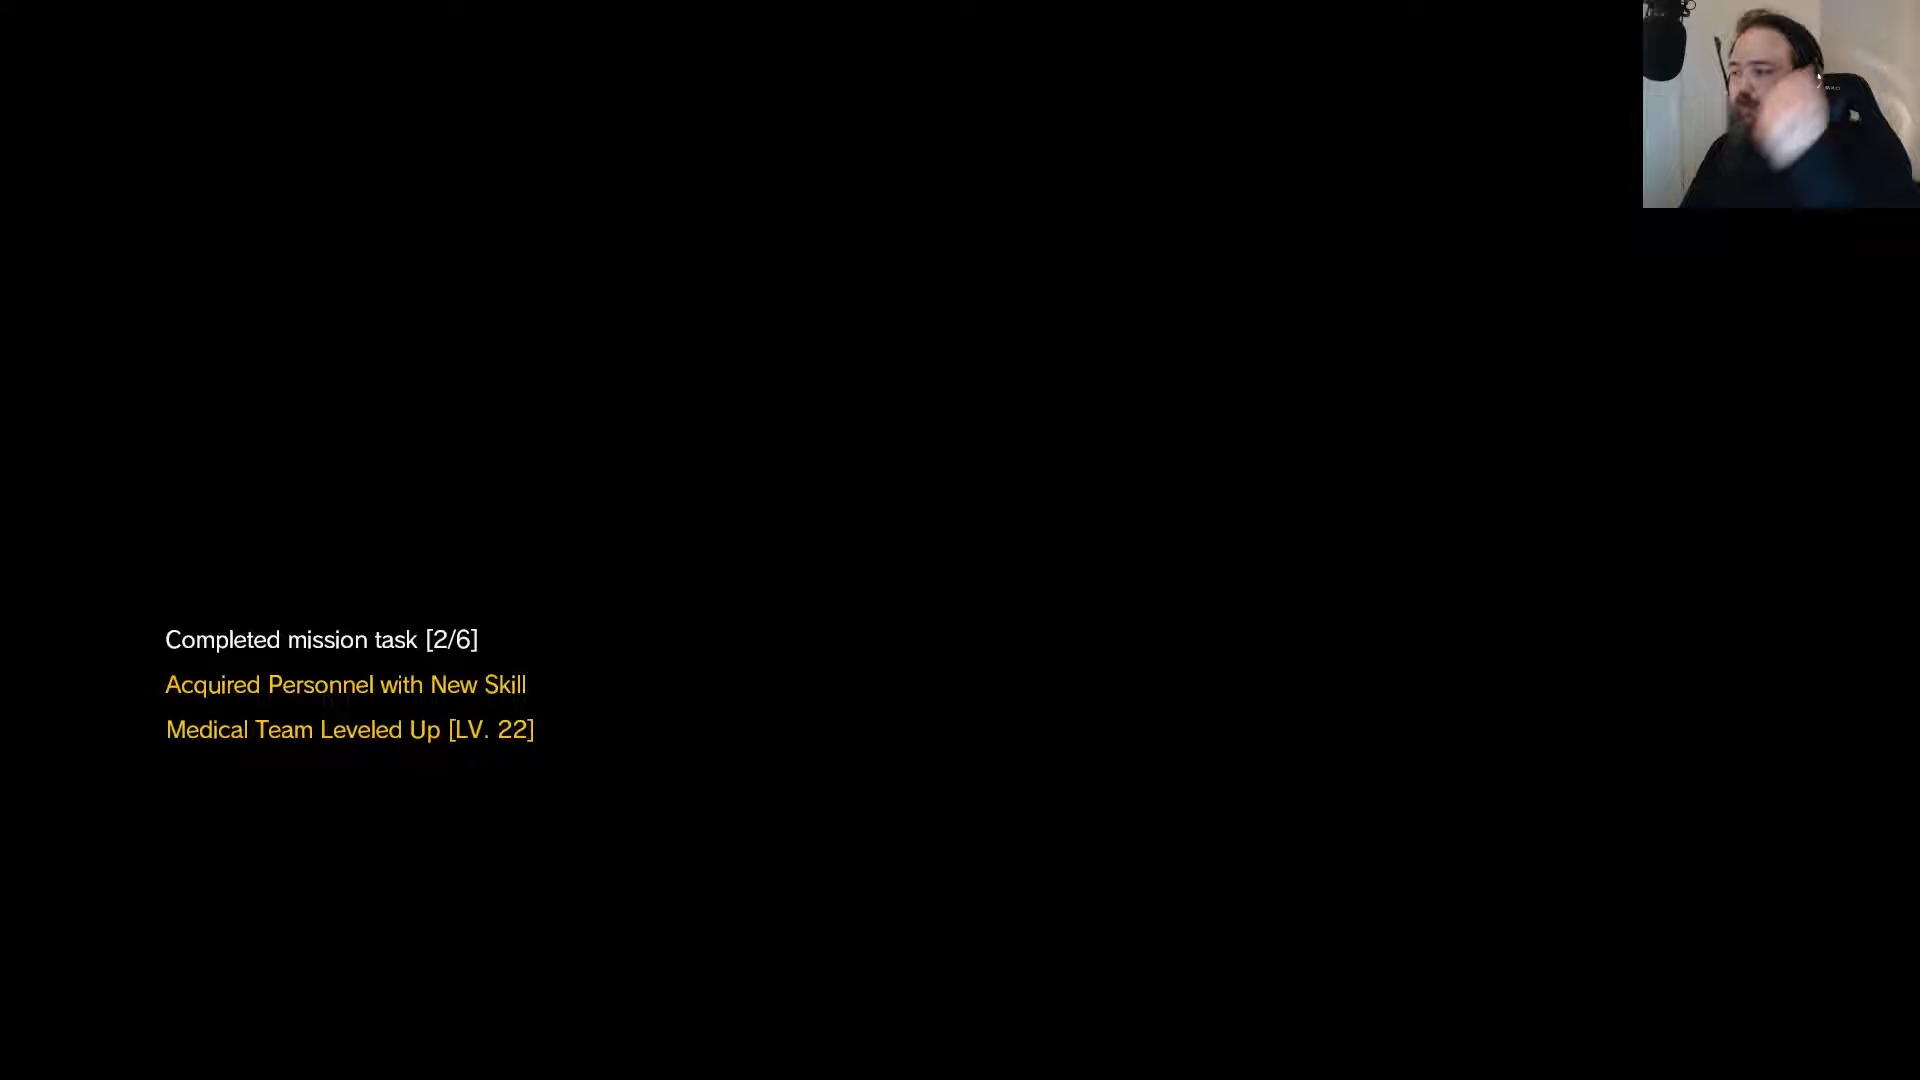 Completed mission task [2/6]
Acquired Personnel with New Skill
Medical Team Leveled Up [LV. 22]